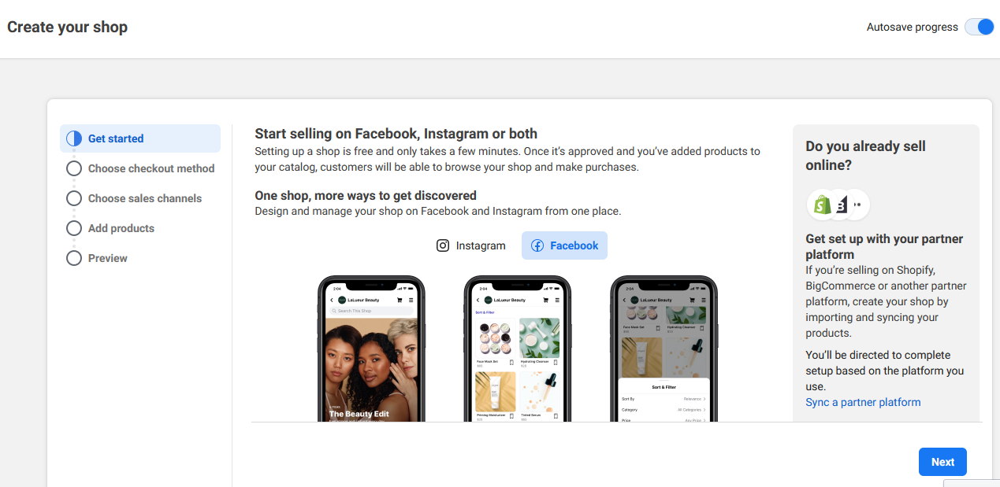 Create your shop
Autosave progress
Get started
Choose checkout method
Choose sales channels
Add products
Preview
Start selling on Facebook, Instagram or both
Setting up a shop is free and only takes a few minutes. Once it's approved and you've added products to
your catalog, customers will be able to browse your shop and make purchases.
One shop, more ways to get discovered
Design and manage your shop on Facebook and Instagram from one place.
Instagram
Facebook
2:04
LaLueur Beauty
Search This Shop
The Beauty Edit
2:04
LaLueur Beauty
Sort & Filter
Face Mask Set
Hydrating Cleanser
Priming Moisturizer
Tinted Serum
2:04
LaLueur Beauty
Face Mask Set
Hydrating Cleanser
Sort & Filter
Sort By Relevance
Category All Categories
Price Any Price
Do you already sell
online?
Get set up with your partner
platform
If you're selling on Shopify,
BigCommerce or another partner
platform, create your shop by
importing and syncing your
products.
You'll be directed to complete
setup based on the platform you
use.
Sync a partner platform
Next